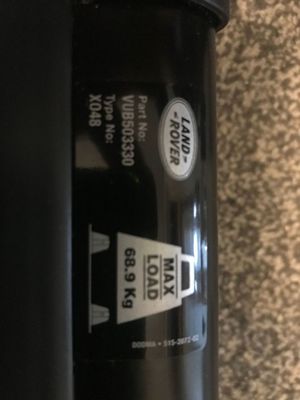 LAND-
-ROVER
Part No:
VUB503330
Type No:
X048
MAX
LOAD
68.9 Kg